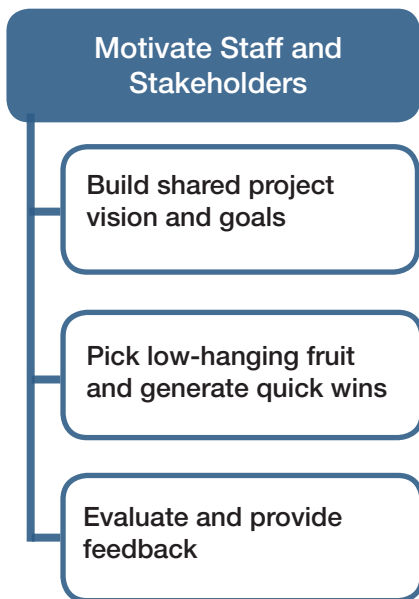 Motivate Staff and
Stakeholders
Build shared project
vision and goals
Pick low-hanging fruit
and generate quick wins
Evaluate and provide
feedback